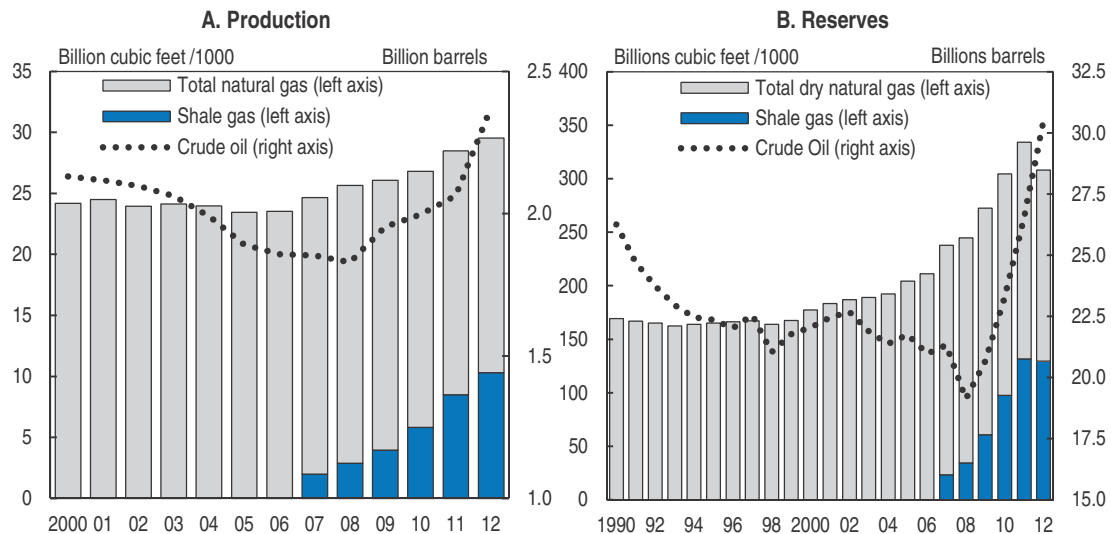 A. Production
Billion cubic feet /1000 Billion barrels
35 2.5
Total natural gas (left axis)
30
Shale gas (left axis)
Crude oil (right axis)
25
2.0
20
15
1.5
10
5
0 1.0
2000 01 02 03 04 05 06 07 08 09 10 11 12
B. Reserves
Billions cubic feet /1000 Billions barrels
400 32.5
Total dry natural gas (left axis)
350
Shale gas (left axis)
30.0
Crude Oil (right axis)
300
27.5
250
25.0
200
22.5
150
20.0
100
17.5
50
0 15.0
1990 92 94 96 98 2000 02 04 06 08 10 12